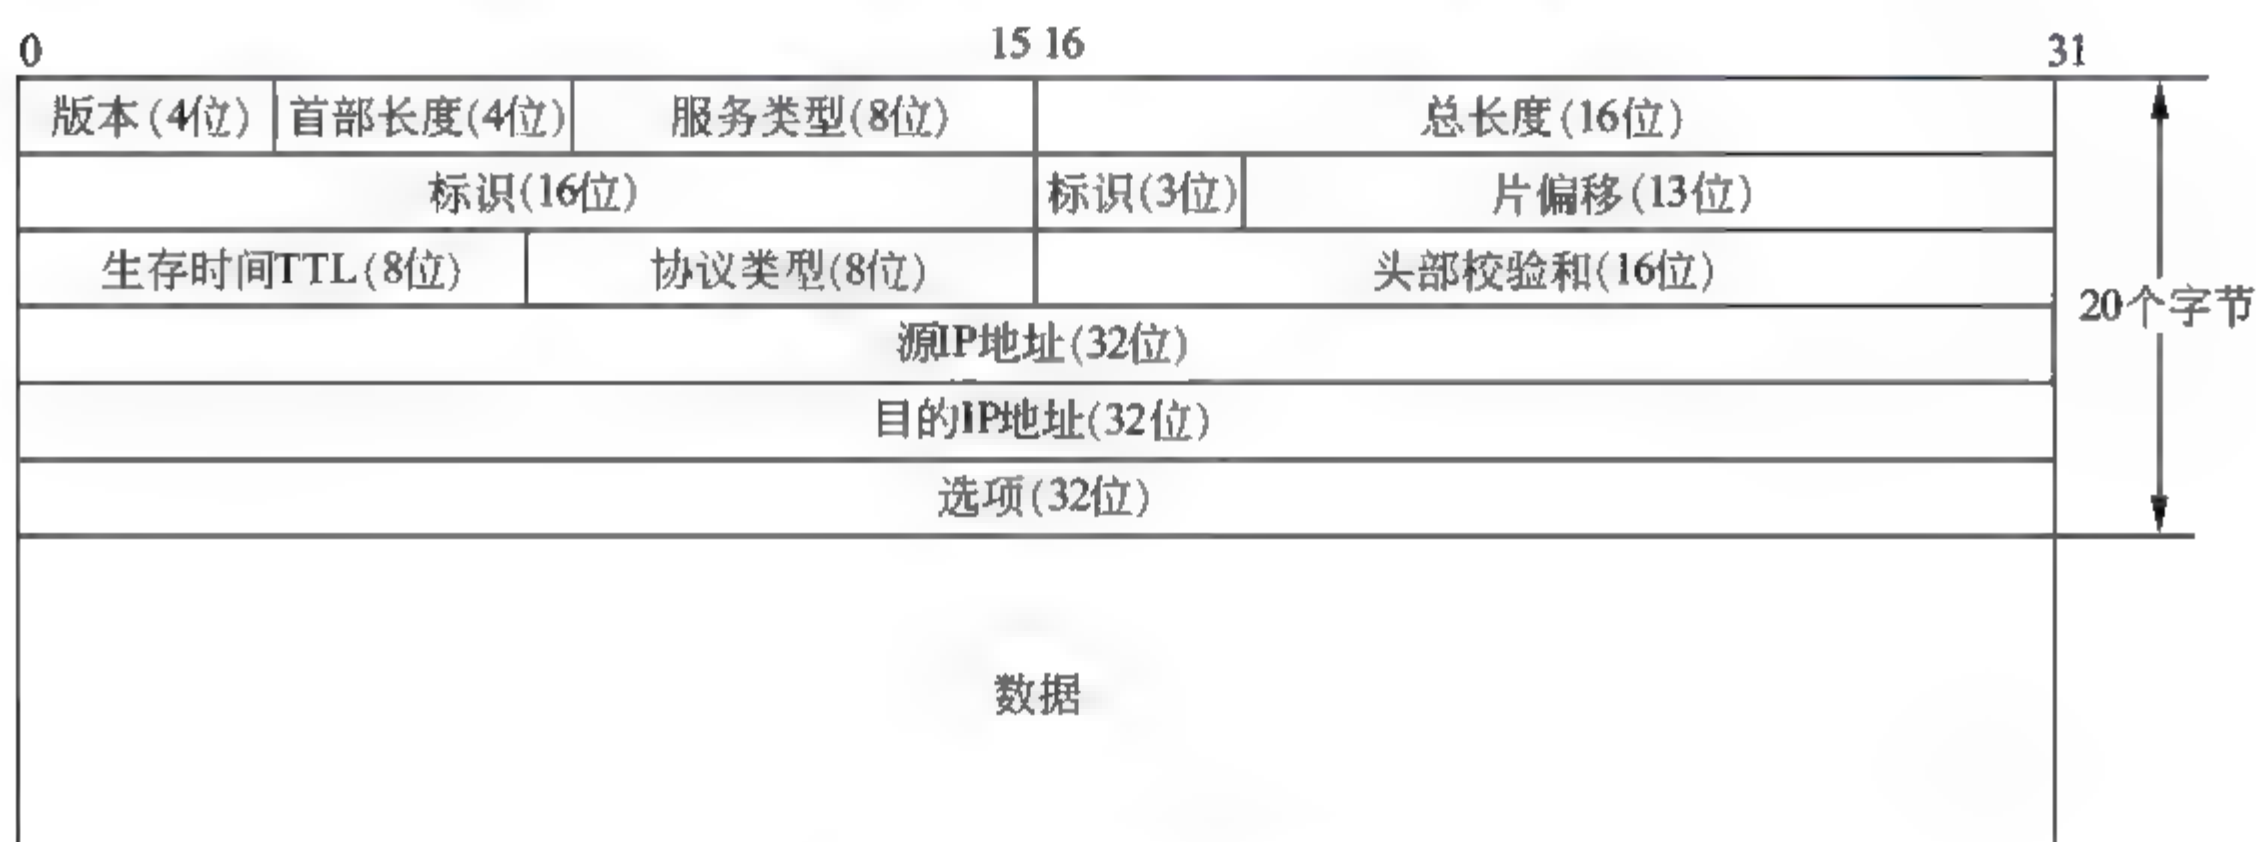 0 15 16 31
版本(4位) 首部长度(4位) 服务类型(8位) 总长度(16位)
标识(16位) 标识(3位) 片偏移(13位)
生存时间TTL(8位) 协议类型(8位) 头部校验和(16位)
20个字节
源IP地址(32位)
目的IP地址(32位)
选项(32位)
数据